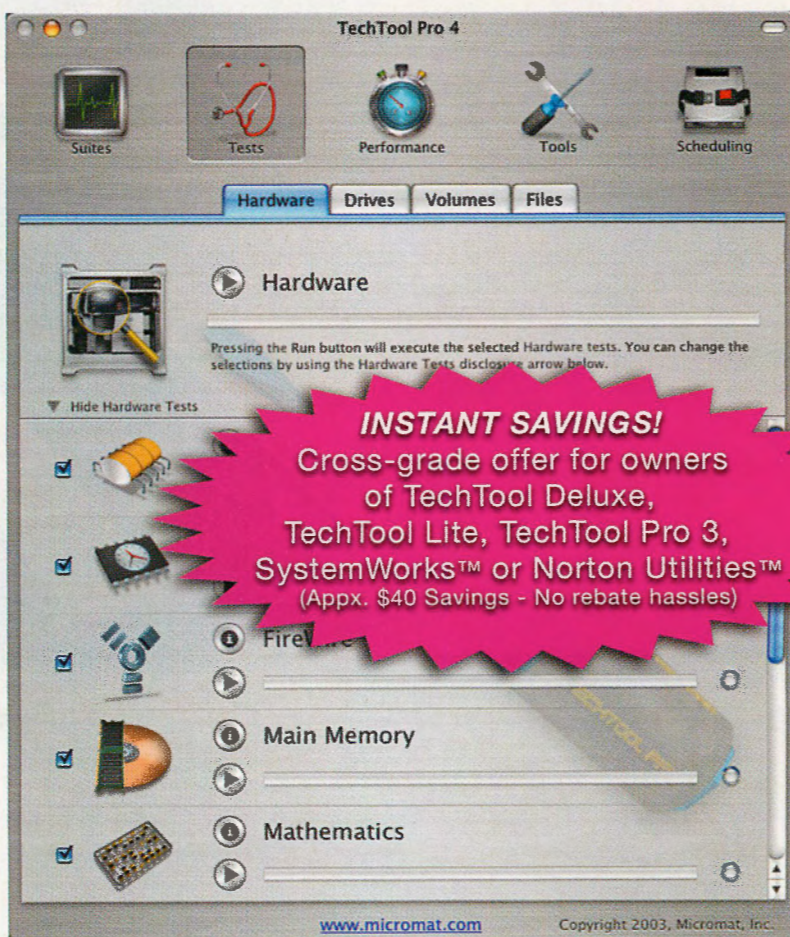 TechTool Pro 4
Suites
Tests
Performance
Tools
Scheduling
Hardware
Drives
Volumes
Files
Hardware
Pressing the Run button will execute the selected Hardware tests. You can change the
selections by using the Hardware Tests disclosure arrow below.
Hide Hardware Tests
INSTANT SAVINGS!
Cross-grade offer for owners
of TechTool Deluxe,
TechTool Lite, TechTool Pro 3,
SystemWorks™ or Norton Utilities™
(Appx. $40 Savings - No rebate hassles)
FireWire
Main Memory
Mathematics
TECHTOOL PRO
www.micromat.com
Copyright 2003, Micromat, Inc.